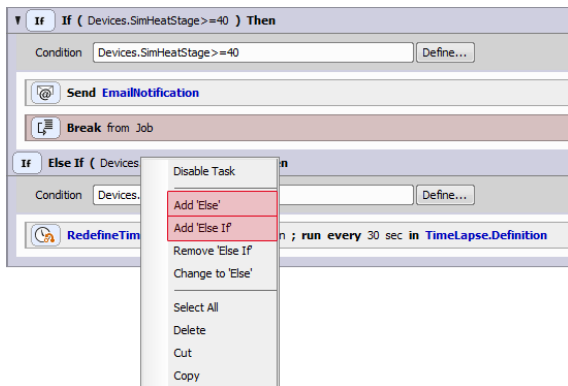 If If ( Devices.SimHeatStage>=40 ) Then
Condition Devices.SimHeatStage>=40 Define...
Send EmailNotification
Break from Job
If Else If ( Devices
Condition Devices. Define...
RedefineTim ; run every 30 sec in TimeLapse.Definition
Disable Task
Add 'Else'
Add 'Else If'
Remove 'Else If'
Change to 'Else'
Select All
Delete
Cut
Copy